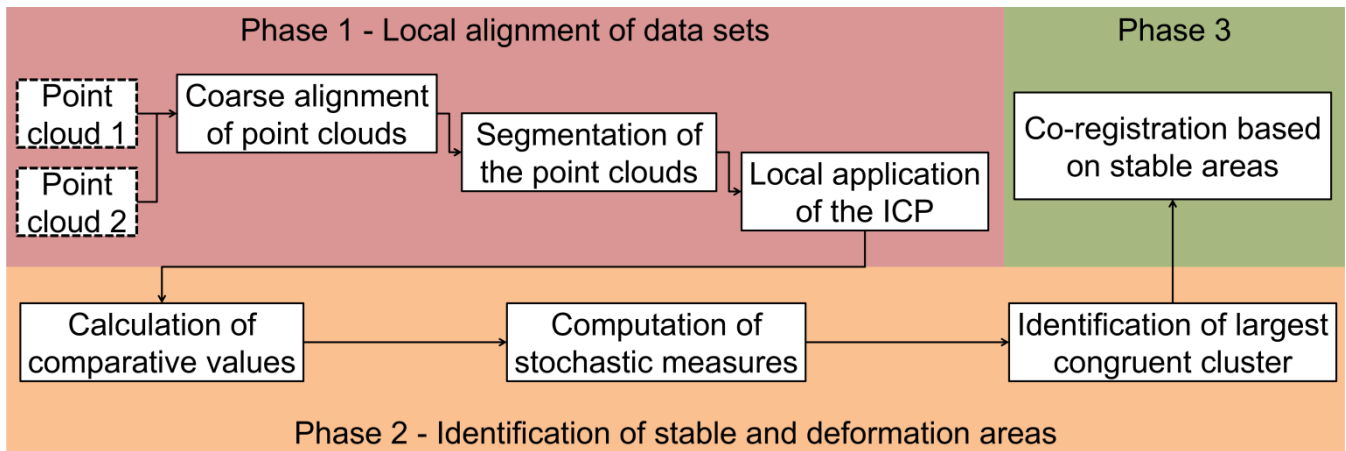 Phase 1 - Local alignment of data sets
Point
cloud 1
Point
cloud 2
Coarse alignment
of point clouds
Segmentation of
the point clouds
Local application
of the ICP
Phase 3
Co-registration based
on stable areas
Calculation of
comparative values
Computation of
stochastic measures
Identification of largest
congruent cluster
Phase 2 - Identification of stable and deformation areas